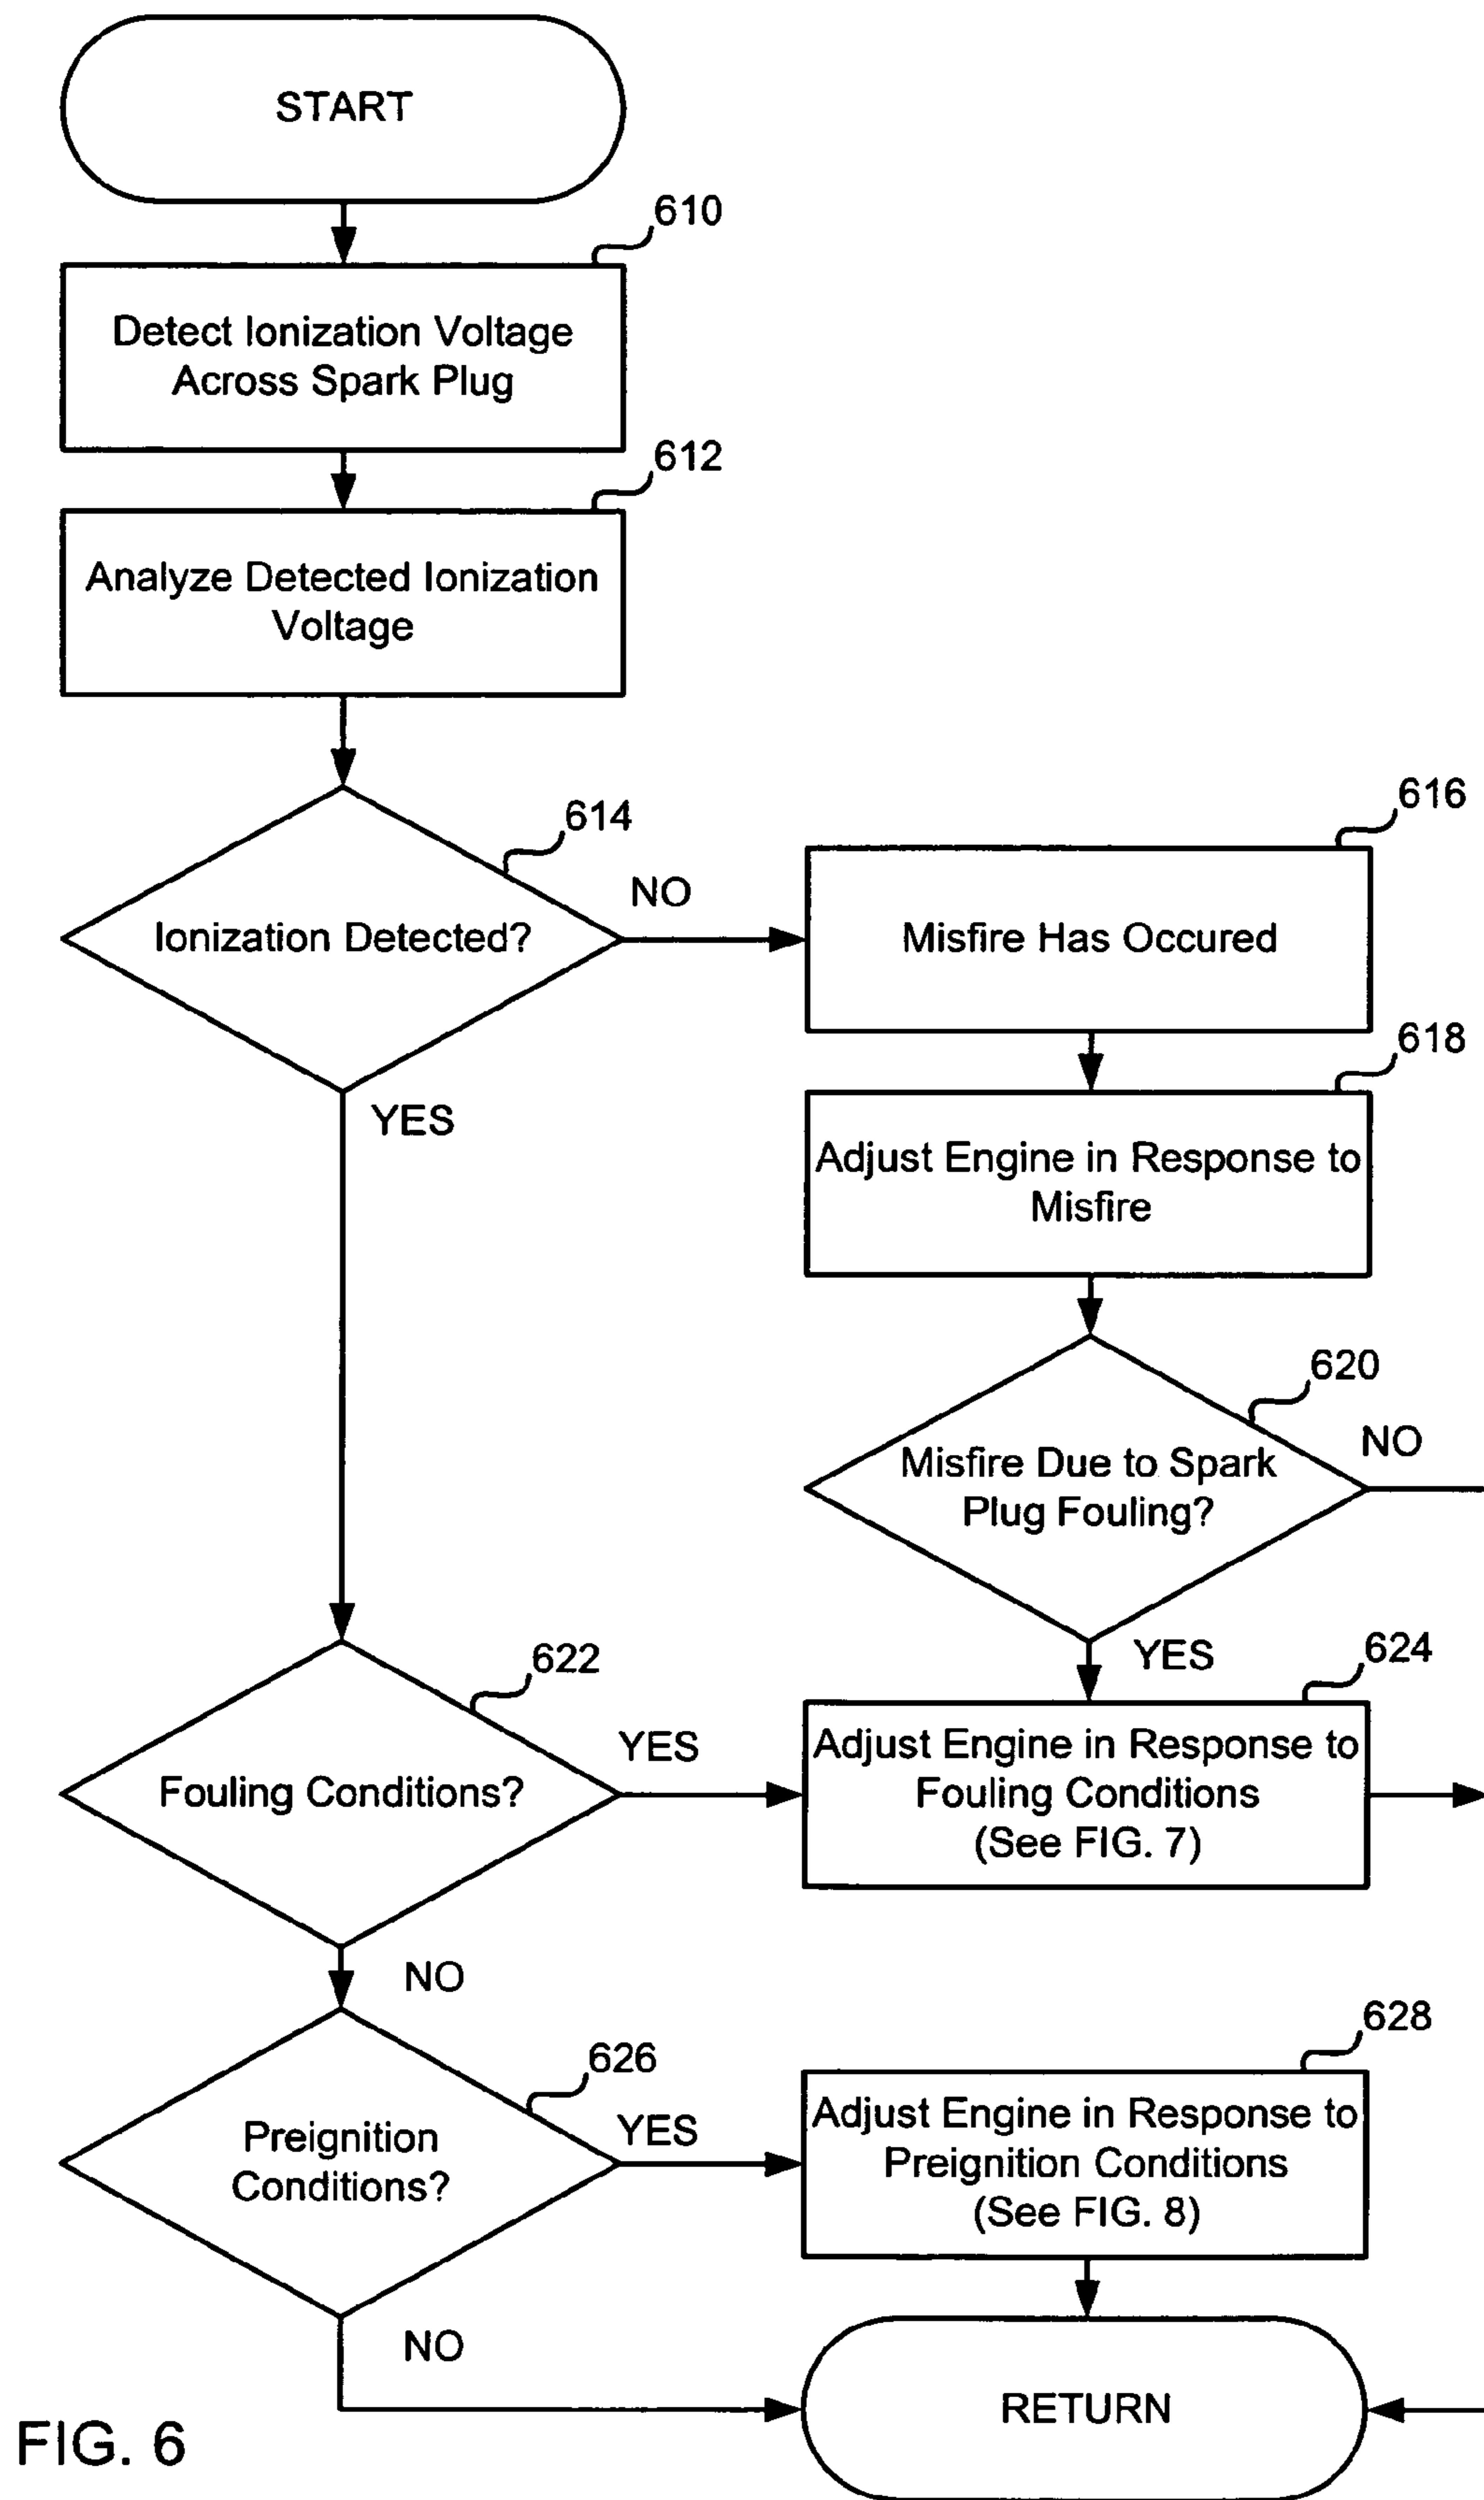 START
610
Detect Ionization Voltage
Across Spark Plug
612
Analyze Detected Ionization
Voltage
614
Ionization Detected?
NO
YES
616
Misfire Has Occured
618
Adjust Engine in Response to
Misfire
620
Misfire Due to Spark
Plug Fouling?
NO
YES
622
Fouling Conditions?
YES
NO
624
Adjust Engine in Response to
Fouling Conditions
(See FIG. 7)
626
Preignition
Conditions?
YES
NO
628
Adjust Engine in Response to
Preignition Conditions
(See FIG. 8)
RETURN
FIG. 6